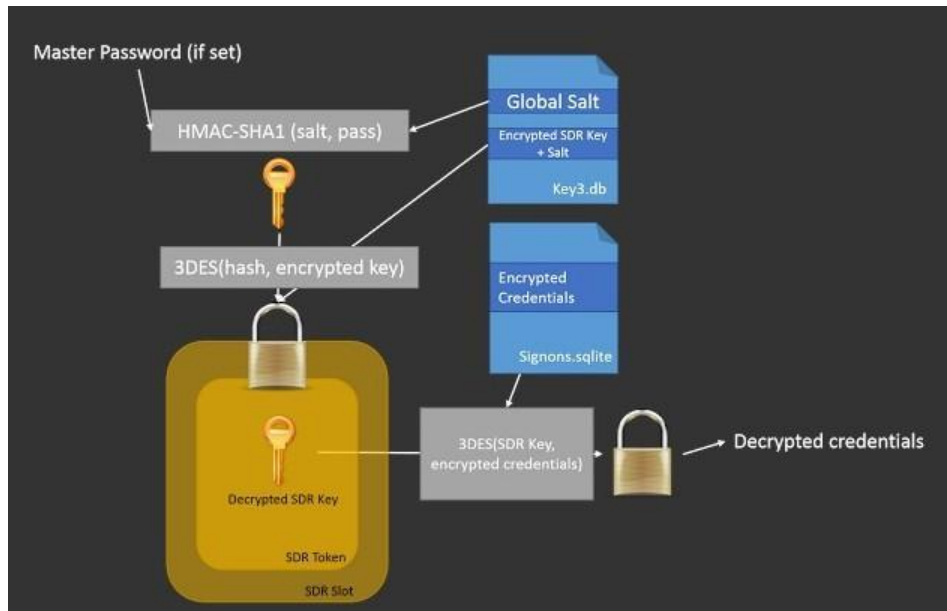 Master Password (if set)
HMAC-SHA1 (salt, pass)
Global Salt
Encrypted SDR Key
+ Salt
Key3.db
3DES(hash, encrypted key)
Encrypted
Credentials
Signons.sqlite
3DES(SDR Key,
encrypted credentials)
Decrypted credentials
Decrypted SDR Key
SDR Token
SDR Slot